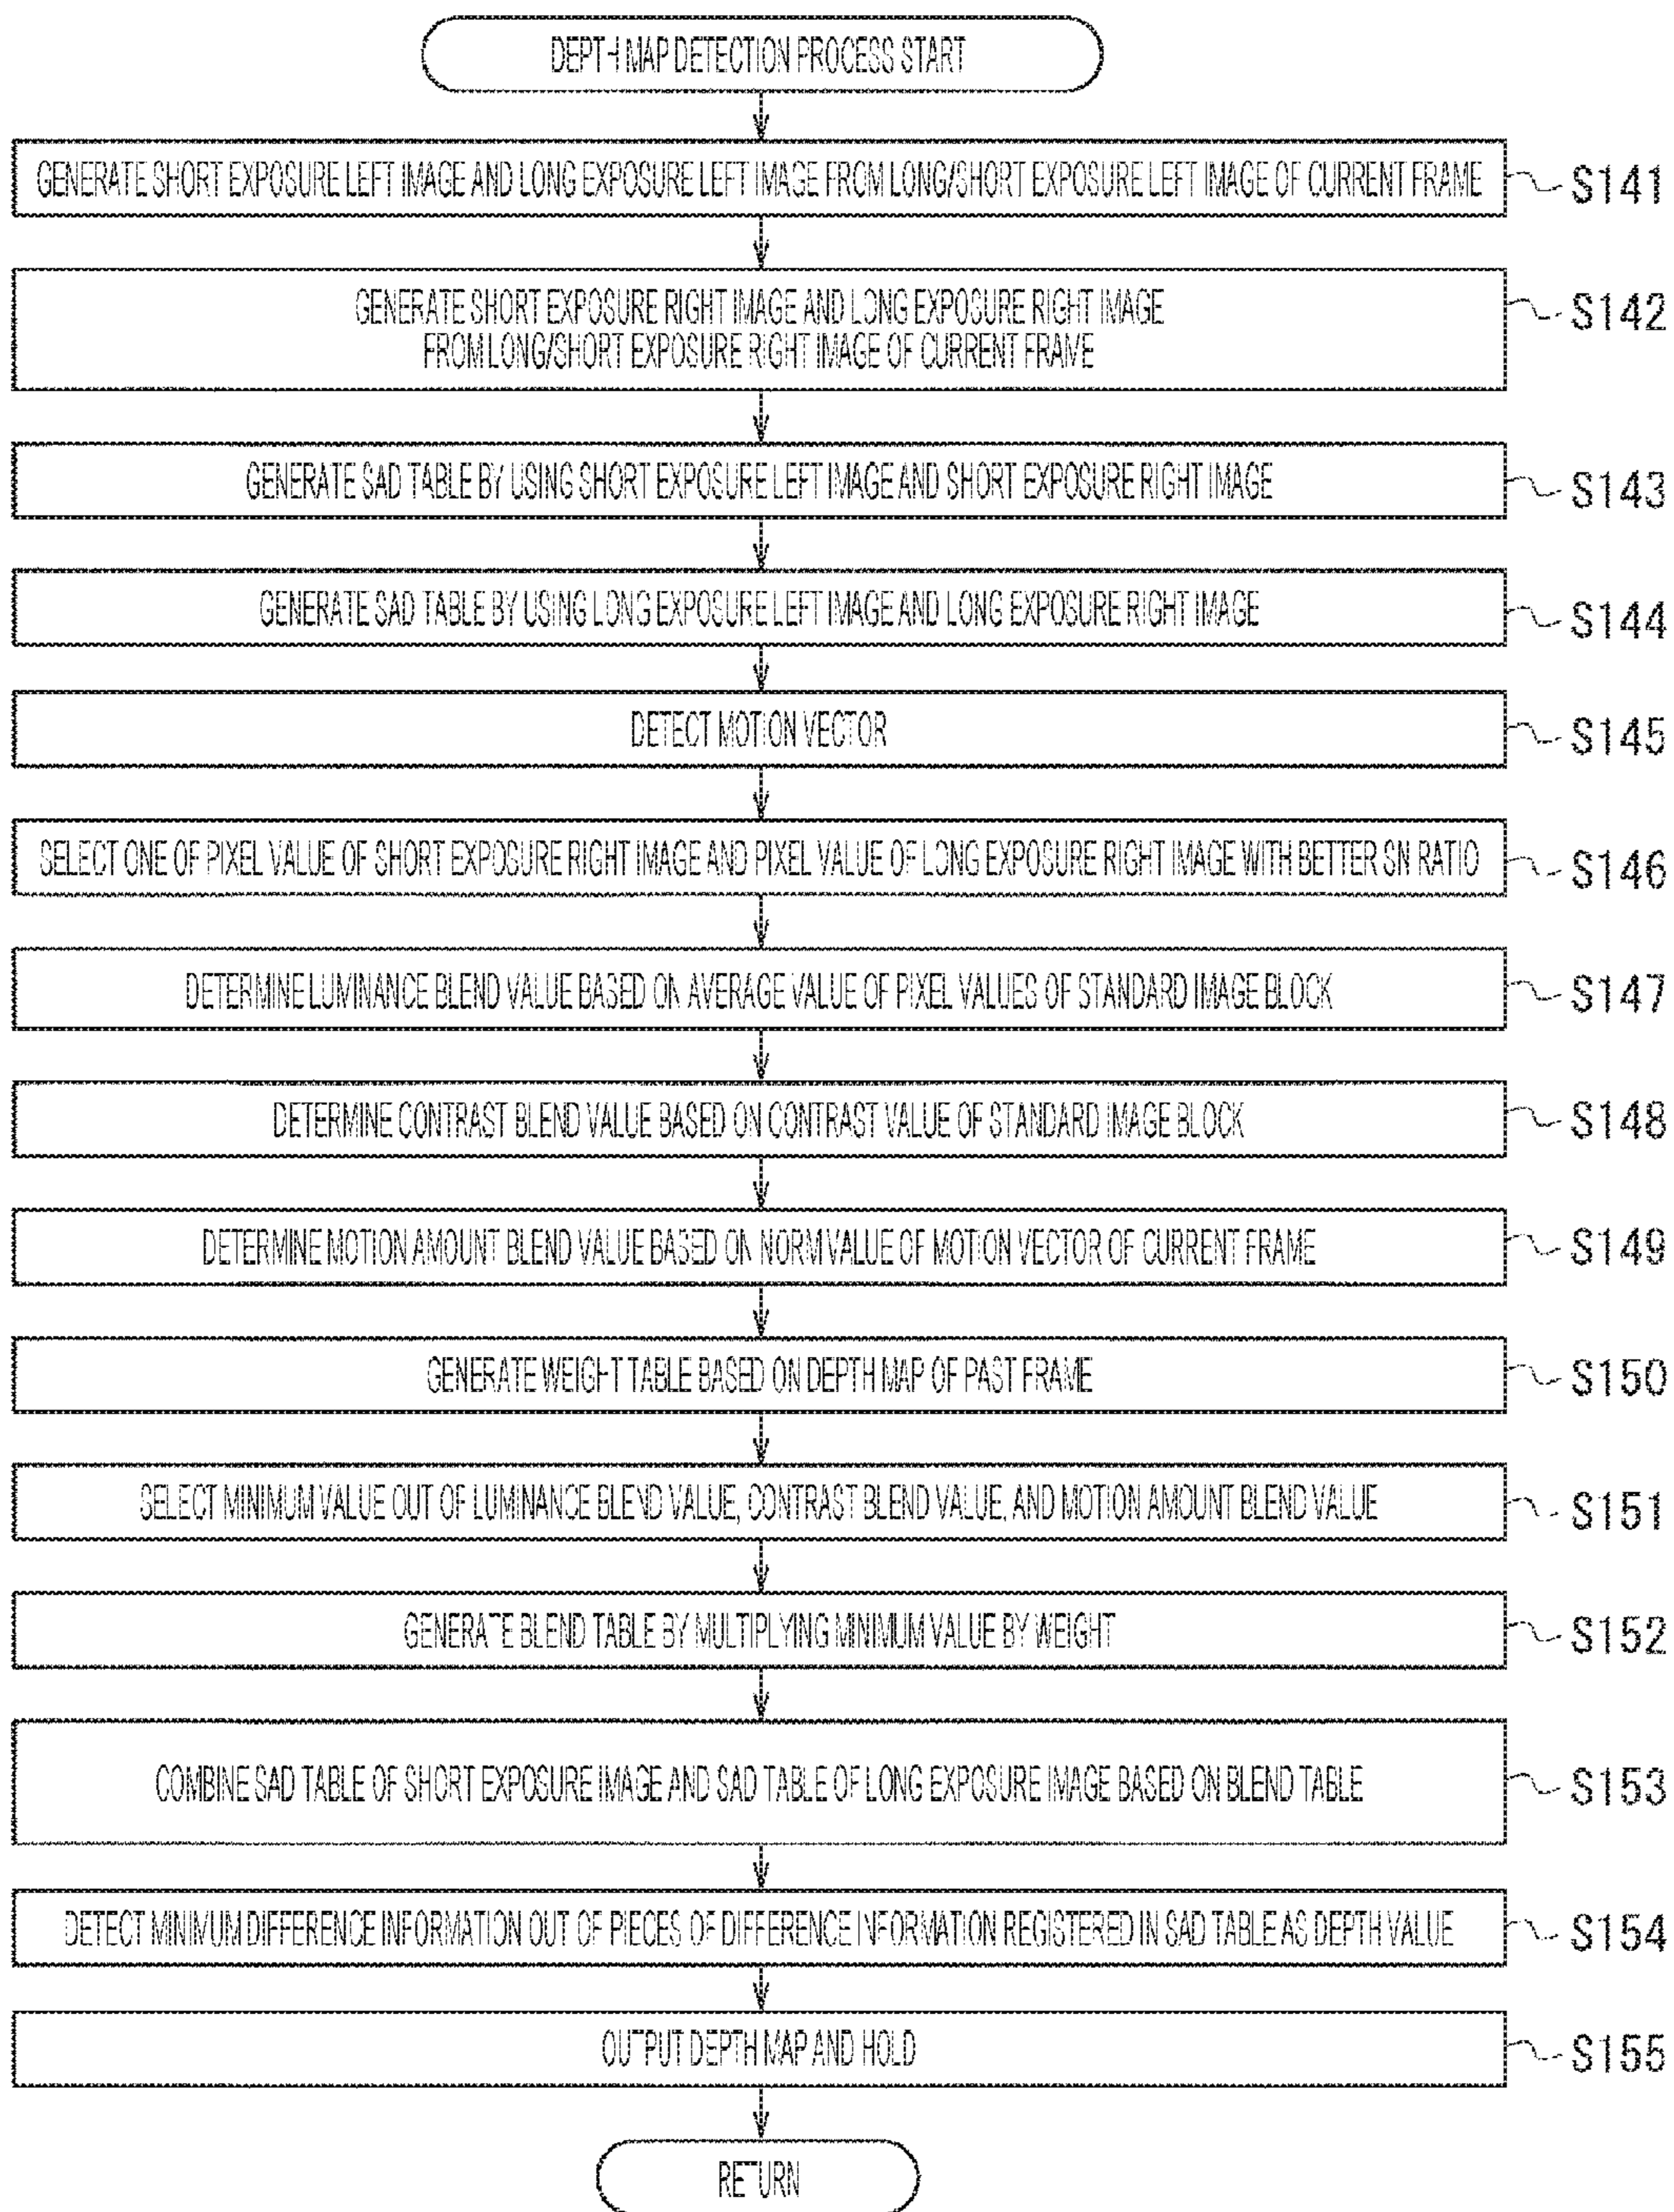 DEPTH MAP DETECTION PROCESS START
GENERATE SHORT EXPOSURE LEFT IMAGE AND LONG EXPOSURE LEFT IMAGE FROM LONG/SHORT EXPOSURE LEFT IMAGE OF CURRENT FRAME
S141
GENERATE SHORT EXPOSURE RIGHT IMAGE AND LONG EXPOSURE RIGHT IMAGE
FROM LONG/SHORT EXPOSURE RIGHT IMAGE OF CURRENT FRAME
S142
GENERATE SAD TABLE BY USING SHORT EXPOSURE LEFT IMAGE AND SHORT EXPOSURE RIGHT IMAGE
S143
GENERATE SAD TABLE BY USING LONG EXPOSURE LEFT IMAGE AND LONG EXPOSURE RIGHT IMAGE
S144
DETECT MOTION VECTOR
S145
SELECT ONE OF PIXEL VALUE OF SHORT EXPOSURE RIGHT IMAGE AND PIXEL VALUE OF LONG EXPOSURE RIGHT IMAGE WITH BETTER SN RATIO
S146
DETERMINE LUMINANCE BLEND VALUE BASED ON AVERAGE VALUE OF PIXEL VALUES OF STANDARD IMAGE BLOCK
S147
DETERMINE CONTRAST BLEND VALUE BASED ON CONTRAST VALUE OF STANDARD IMAGE BLOCK
S148
DETERMINE MOTION AMOUNT BLEND VALUE BASED ON NORM VALUE OF MOTION VECTOR OF CURRENT FRAME
S149
GENERATE WEIGHT TABLE BASED ON DEPTH MAP OF PAST FRAME
S150
SELECT MINIMUM VALUE OUT OF LUMINANCE BLEND VALUE, CONTRAST BLEND VALUE, AND MOTION AMOUNT BLEND VALUE
S151
GENERATE BLEND TABLE BY MULTIPLYING MINIMUM VALUE BY WEIGHT
S152
COMBINE SAD TABLE OF SHORT EXPOSURE IMAGE AND SAD TABLE OF LONG EXPOSURE IMAGE BASED ON BLEND TABLE
S153
DETECT MINIMUM DIFFERENCE INFORMATION OUT OF PIECES OF DIFFERENCE INFORMATION REGISTERED IN SAD TABLE AS DEPTH VALUE
S154
OUTPUT DEPTH MAP AND HOLD
S155
RETURN